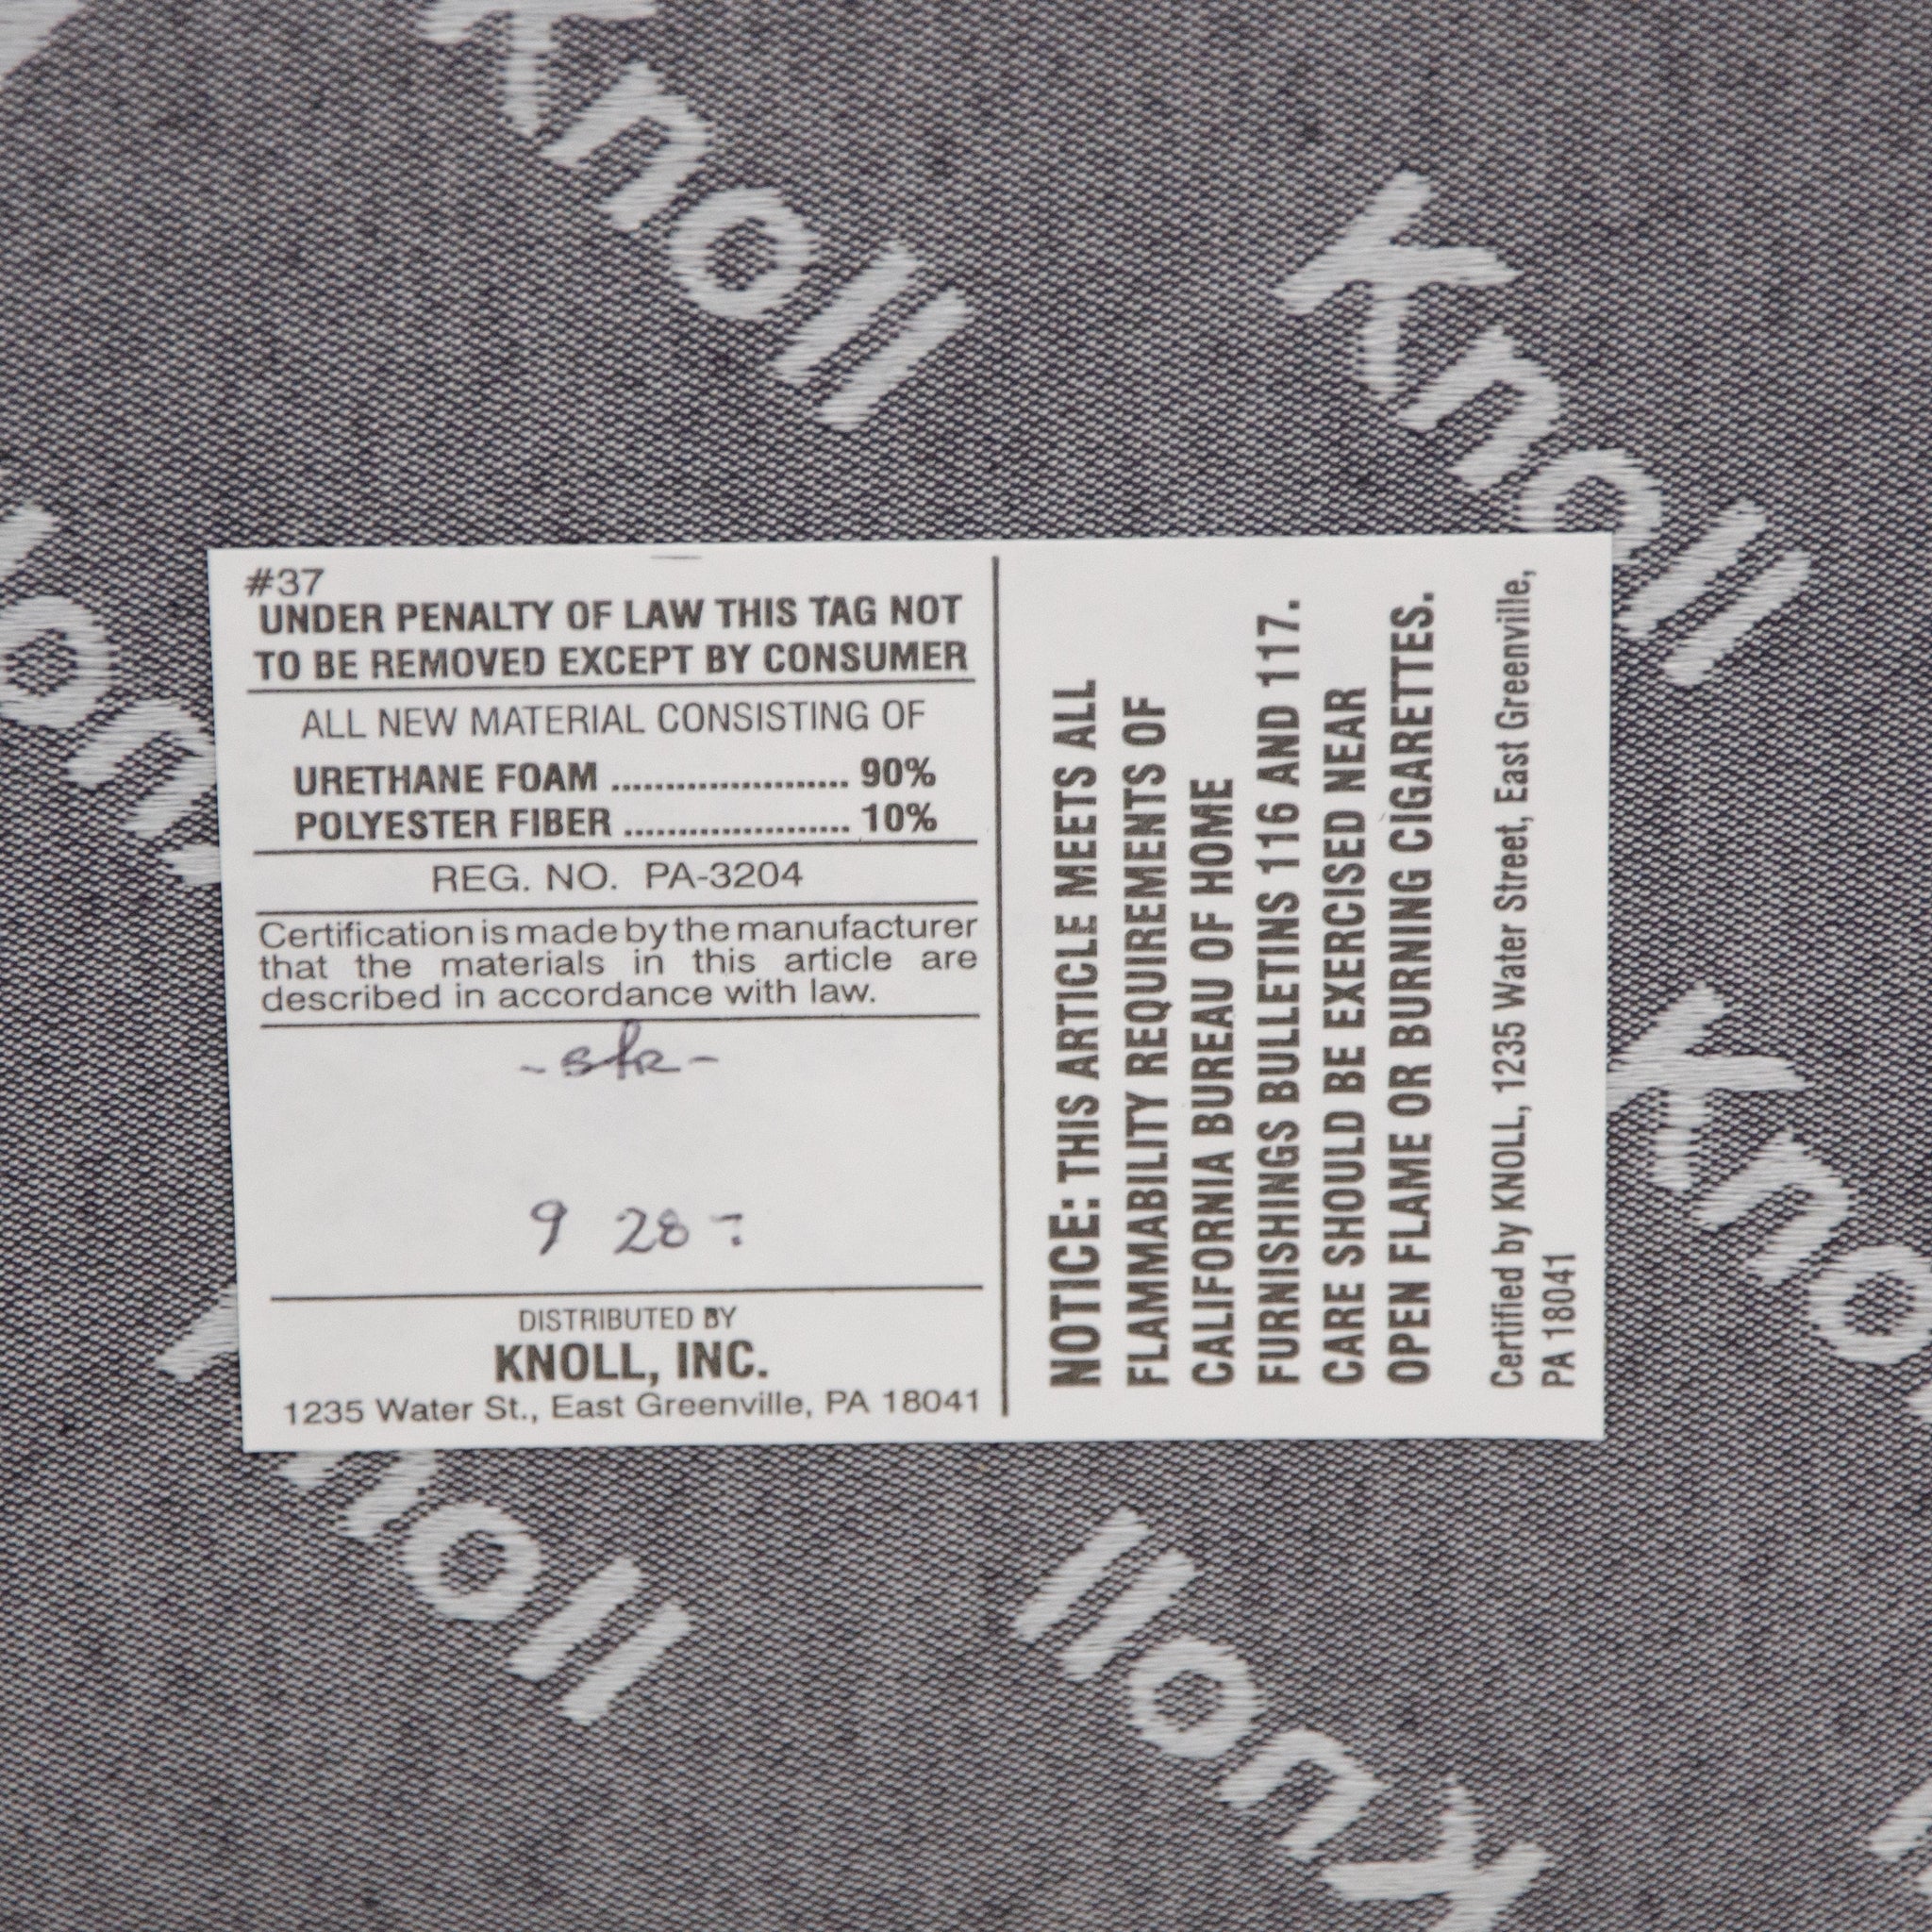 Knoll
Knoll
#37
UNDER PENALTY OF LAW THIS TAG NOT
TO BE REMOVED EXCEPT BY CONSUMER
ALL NEW MATERIAL CONSISTING OF
URETHANE FOAM ...................... 90%
POLYESTER FIBER ..................... 10%
REG. NO. PA-3204
Certification is made by the manufacturer
that the materials in this article are
described in accordance with law.
9 28
DISTRIBUTED BY
KNOLL, INC.
1235 Water St., East Greenville, PA 18041
NOTICE: THIS ARTICLE MEETS ALL
FLAMMABILITY REQUIREMENTS OF
CALIFORNIA BUREAU OF HOME
FURNISHINGS BULLETINS 116 AND 117.
CARE SHOULD BE EXERCISED NEAR
OPEN FLAME OR BURNING CIGARETTES.
Certified by KNOLL, 1235 Water Street, East Greenville,
PA 18041
Kno
noll
Knoll